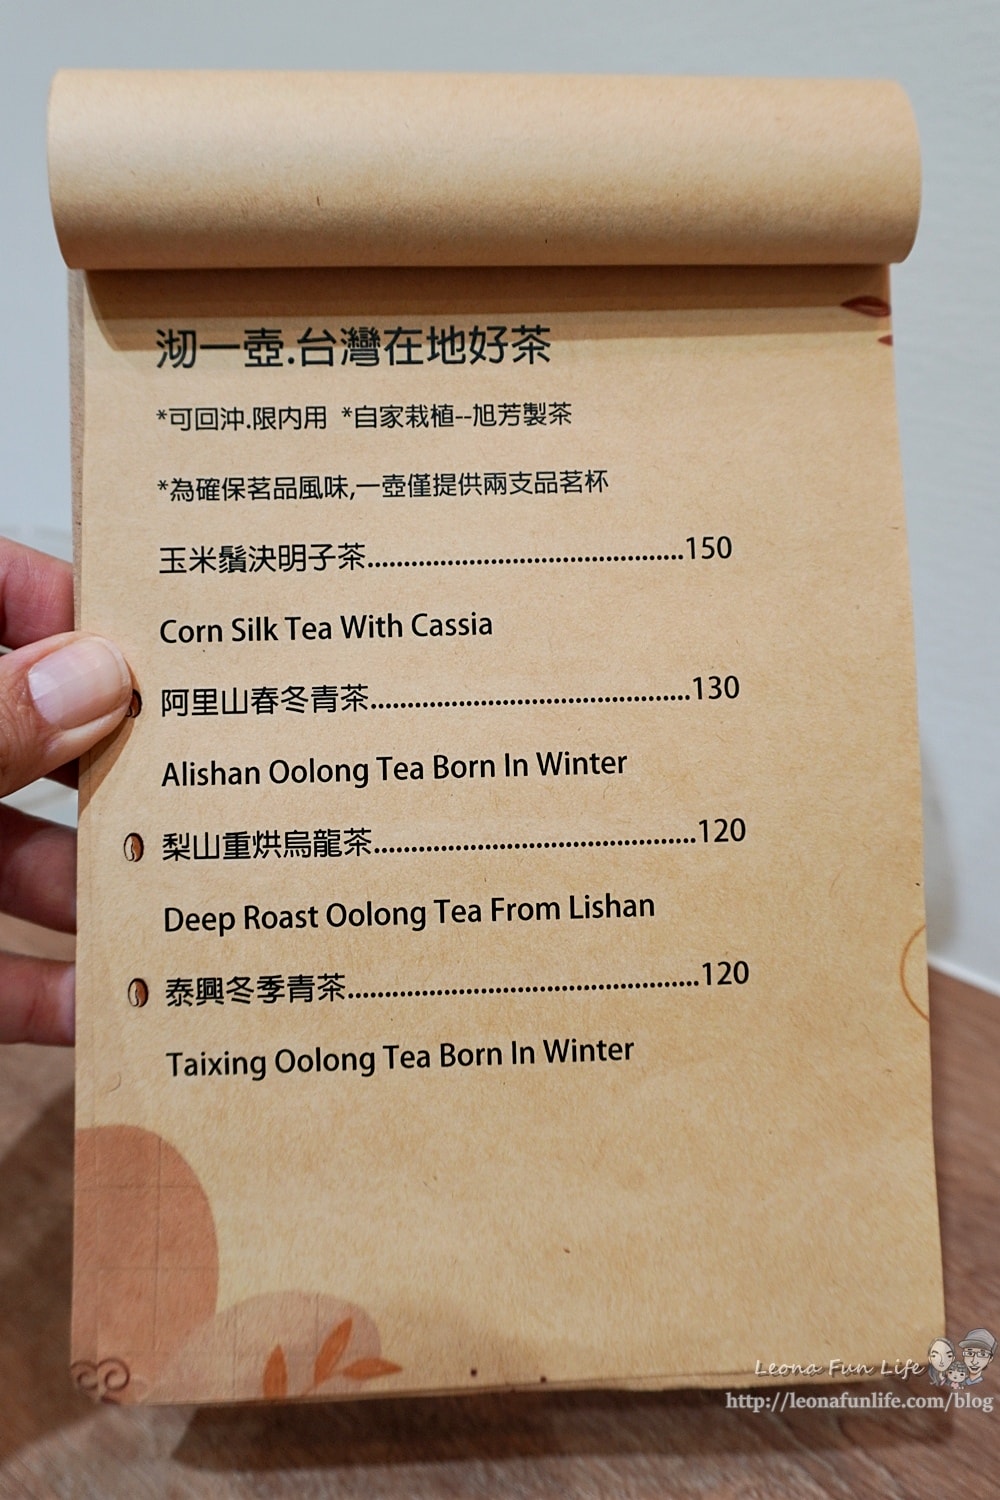 沏一壺.台灣在地好茶
*可回沖.限內用 *自家栽植--旭芳製茶
*為確保茗品風味,一壺僅提供兩支品茗杯
玉米鬚決明子茶............................................150
Corn Silk Tea With Cassia
阿里山春冬青茶............................................130
Alishan Oolong Tea Born In Winter
梨山重烘烏龍茶............................................120
Deep Roast Oolong Tea From Lishan
泰興冬季青茶................................................120
Taixing Oolong Tea Born In Winter
Leona Fun Life
http://leonafunlife.com/blog